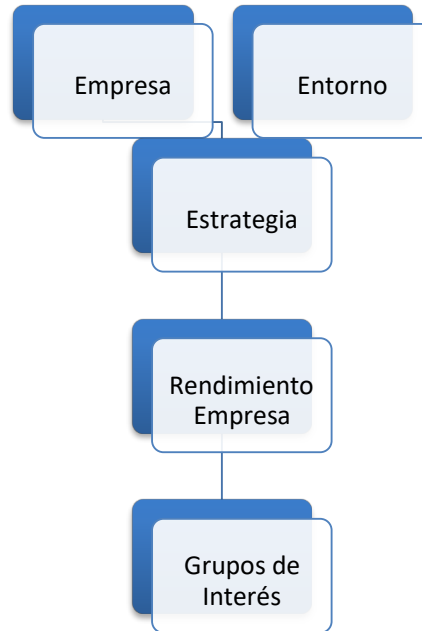 Empresa
Entorno
Estrategia
Rendimiento
Empresa
Grupos de
Interés